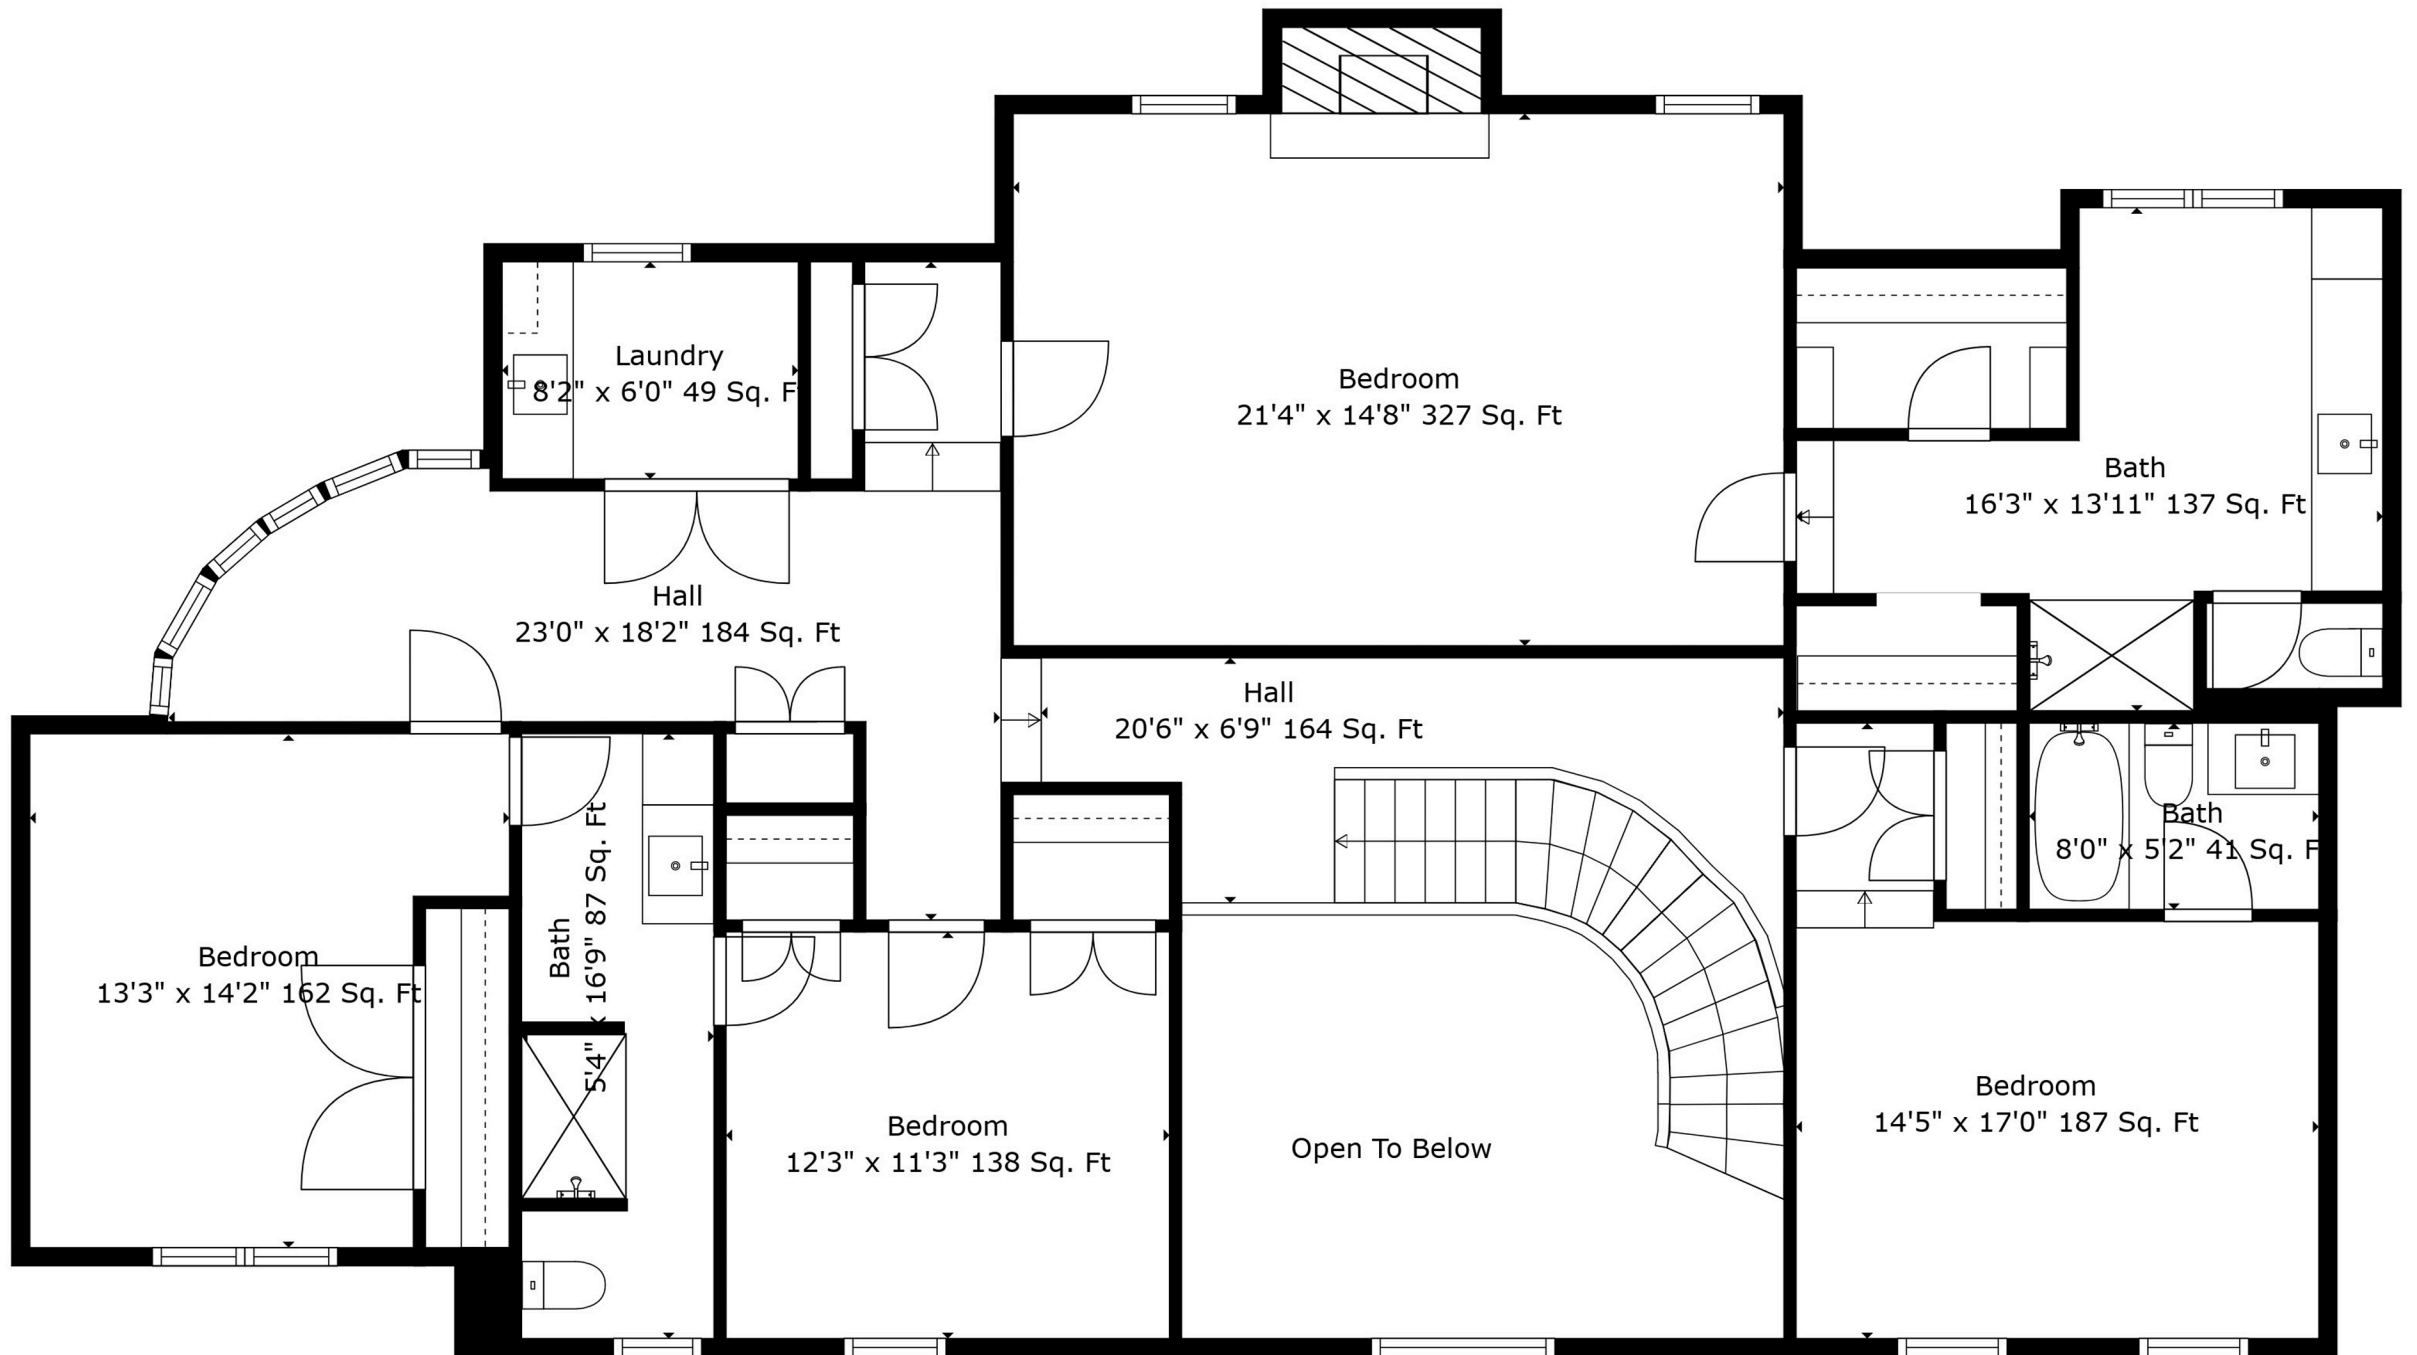 Laundry
8'2" x 6'0" 49 Sq. F
Bedroom
21'4" x 14'8" 327 Sq. Ft
Bath
16'3" x 13'11" 137 Sq. Ft
Hall
23'0" x 18'2" 184 Sq. Ft
Hall
20'6" x 6'9" 164 Sq. Ft
Bath
8'0" x 5'2" 41 Sq. F
Bedroom
13'3" x 14'2" 162 Sq. Ft
Bath
5'4" x 16'9" 87 Sq. Ft
Bedroom
12'3" x 11'3" 138 Sq. Ft
Open To Below
Bedroom
14'5" x 17'0" 187 Sq. Ft